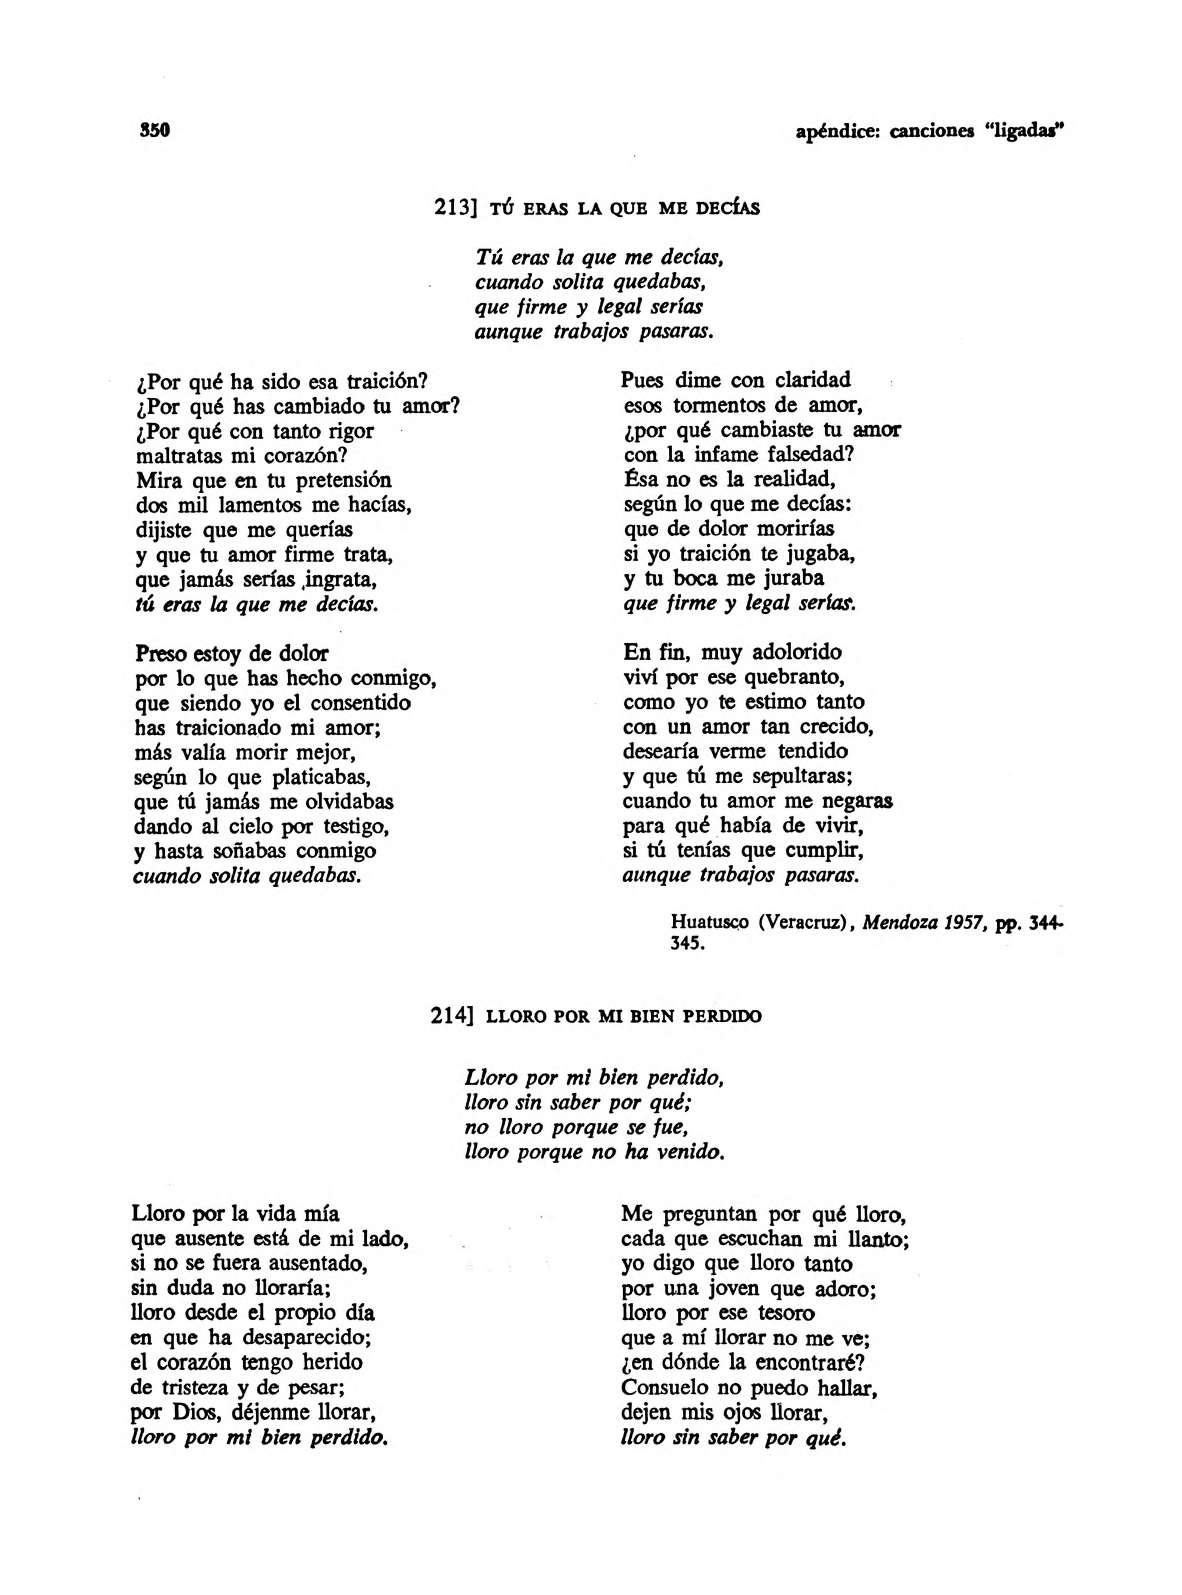 350
apéndice: canciones “ligadas”
213] TÚ ERAS LA QUE ME DECÍAS
Tú eras la que me decías,
cuando solita quedabas,
que firme y legal serías
aunque trabajos pasaras.
¿Por qué ha sido esa traición?
¿Por qué has cambiado tu amor?
¿Por qué con tanto rigor
maltratas mi corazón?
Mira que en tu pretensión
dos mil lamentos me hacías,
dijiste que me querías
y que tu amor firme trata,
que jamás serías ingrata,
tú eras la que me decías.
Preso estoy de dolor
por lo que has hecho conmigo,
que siendo yo el consentido
has traicionado mi amor;
más valía morir mejor,
según lo que platicabas,
que tú jamás me olvidabas
dando al cielo por testigo,
y hasta soñabas conmigo
cuando solita quedabas.
Pues dime con claridad
esos tormentos de amor,
¿por qué cambiaste tu amor
con la infame falsedad?
Ésa no es la realidad,
según lo que me decías:
que de dolor morirías
si yo traición te jugaba,
y tu boca me juraba
que firme y legal serías.
En fin, muy adolorido
viví por ese quebranto,
como yo te estimo tanto
con un amor tan crecido,
desearía verme tendido
y que tú me sepultaras;
cuando tu amor me negaras
para qué había de vivir,
si tú tenías que cumplir,
aunque trabajos pasaras.
Huatusco (Veracruz), Mendoza 1957, pp. 344-
345.
214] LLORO POR MI BIEN PERDIDO
Lloro por mi bien perdido,
lloro sin saber por qué;
no lloro porque se fue,
lloro porque no ha venido.
Lloro por la vida mía
que ausente está de mi lado,
si no se fuera ausentado,
sin duda no lloraría;
lloro desde el propio día
en que ha desaparecido;
el corazón tengo herido
de tristeza y de pesar;
por Dios, déjenme llorar,
lloro por mi bien perdido.
Me preguntan por qué lloro,
cada que escuchan mi llanto;
yo digo que lloro tanto
por una joven que adoro;
lloro por ese tesoro
que a mí llorar no me ve;
¿en dónde la encontraré?
Consuelo no puedo hallar,
dejen mis ojos llorar,
lloro sin saber por qué.